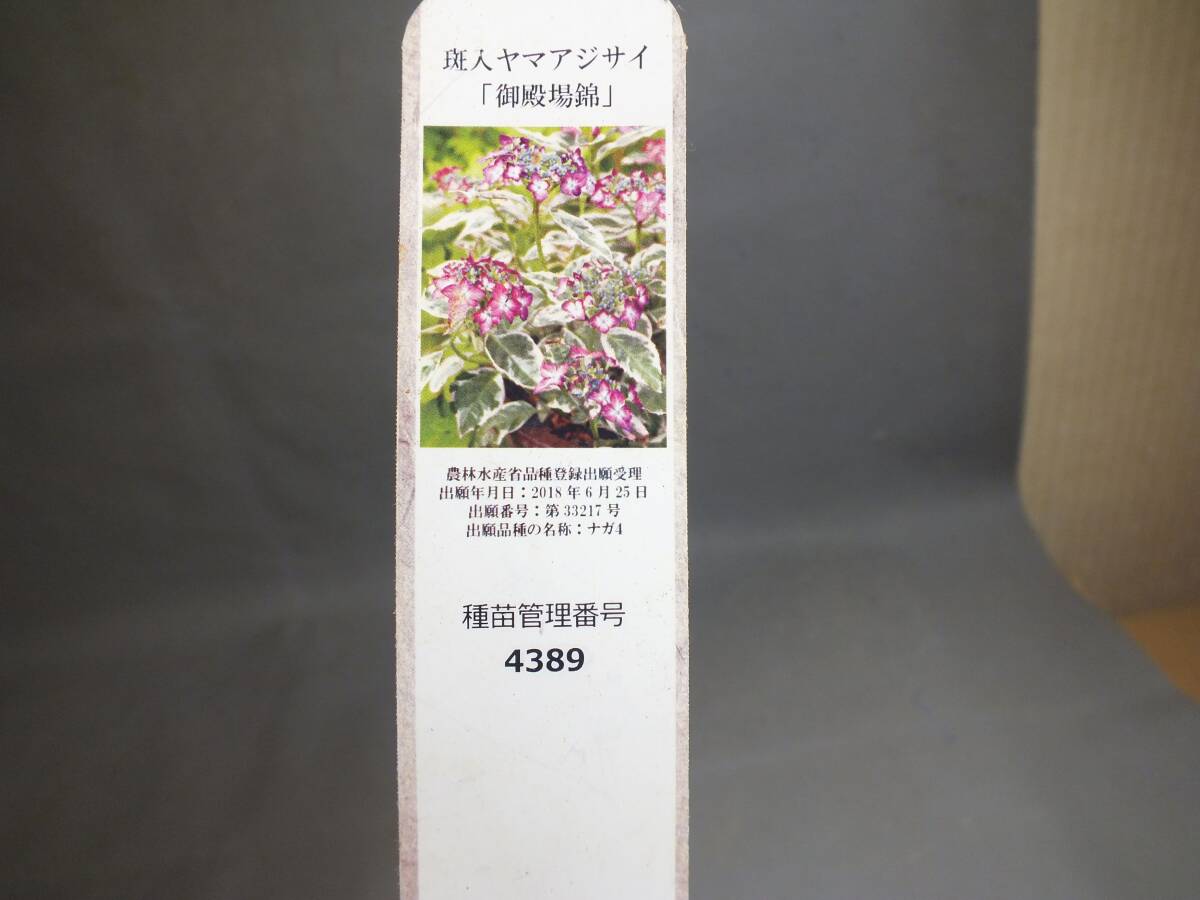 斑入ヤマアジサイ
「御殿場錦」
農林水産省品種登録出願受理
出願年月日：2018年6月25日
出願番号：第33217号
出願品種の名称：ナガ4
種苗管理番号
4389